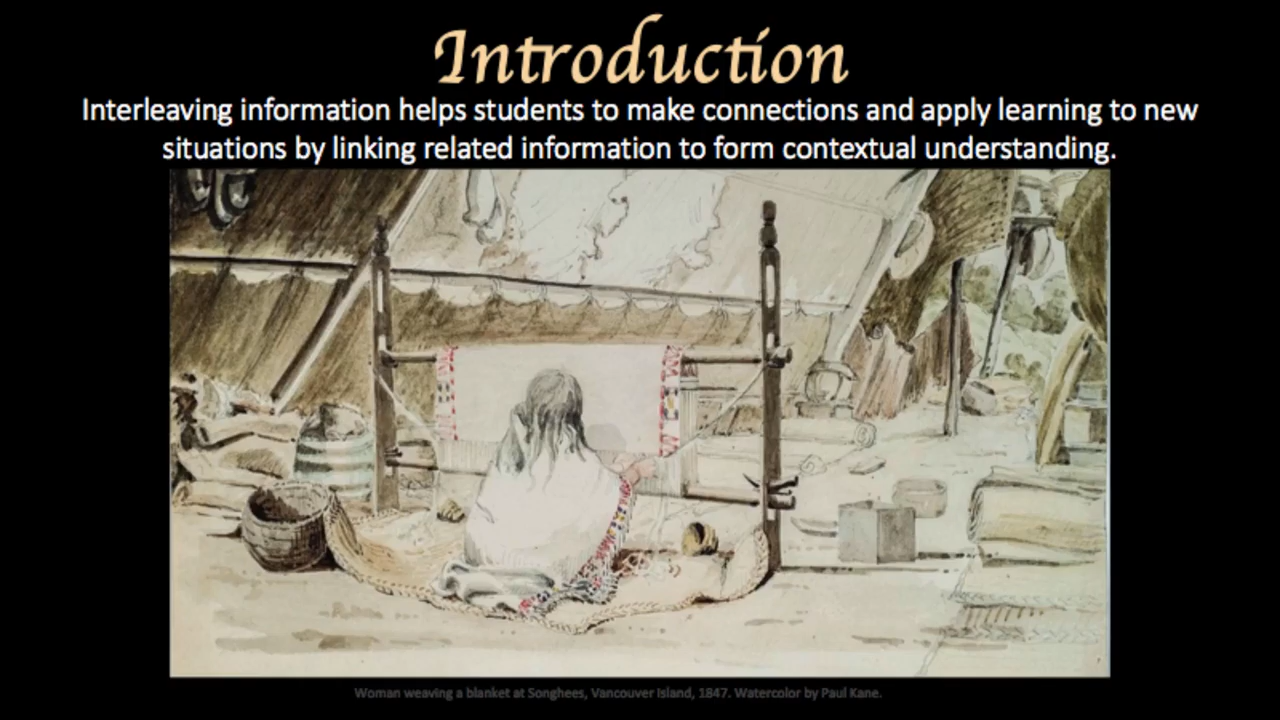 Introduction
Interleaving information helps students to make connections and apply learning to new
situations by linking related information to form contextual understanding.
Woman weaving a blanket at Songhees, Vancouver Island, 1847. Watercolor by Paul Kane.